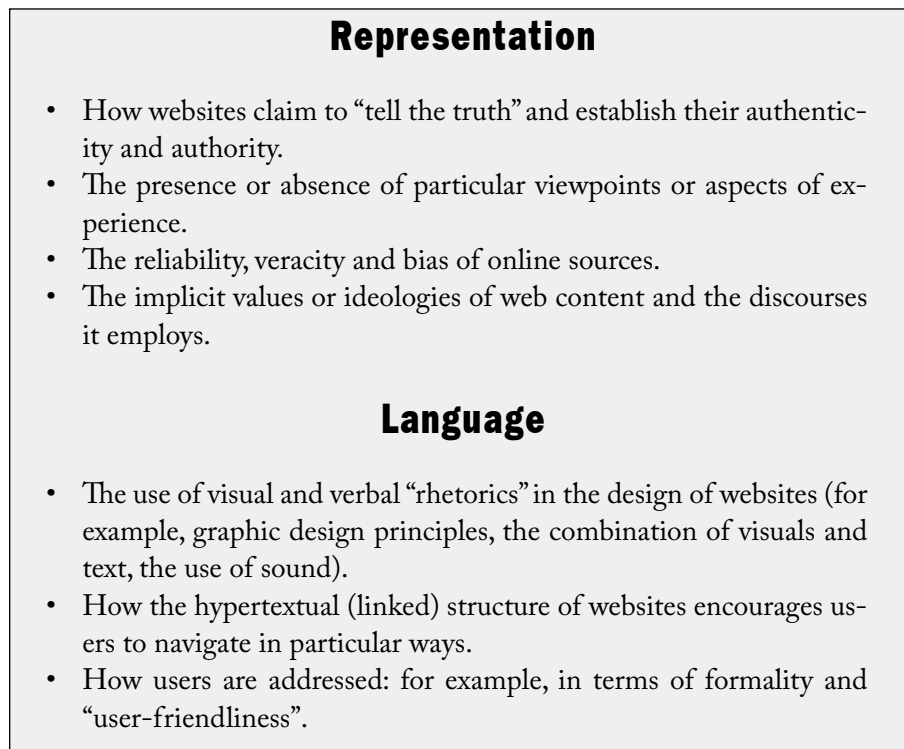 Representation
• How websites claim to “tell the truth” and establish their authentic-
ity and authority.
• The presence or absence of particular viewpoints or aspects of ex-
perience.
• The reliability, veracity and bias of online sources.
• The implicit values or ideologies of web content and the discourses
it employs.
Language
• The use of visual and verbal “rhetorics” in the design of websites (for
example, graphic design principles, the combination of visuals and
text, the use of sound).
• How the hypertextual (linked) structure of websites encourages us-
ers to navigate in particular ways.
• How users are addressed: for example, in terms of formality and
“user-friendliness”.